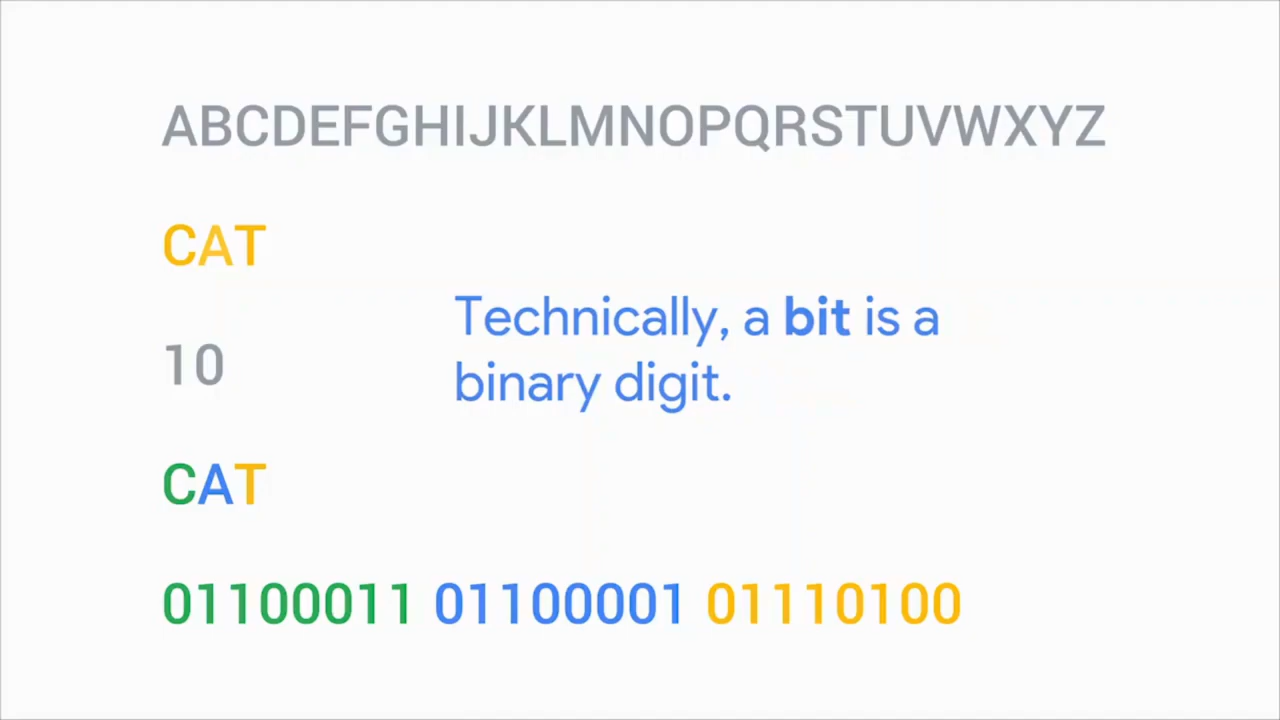 ABCDEFGHIJKLMNOPQRSTUVWXYZ
CAT
Technically, a bit is a
binary digit.
10
CAT
01100011 01100001 01110100